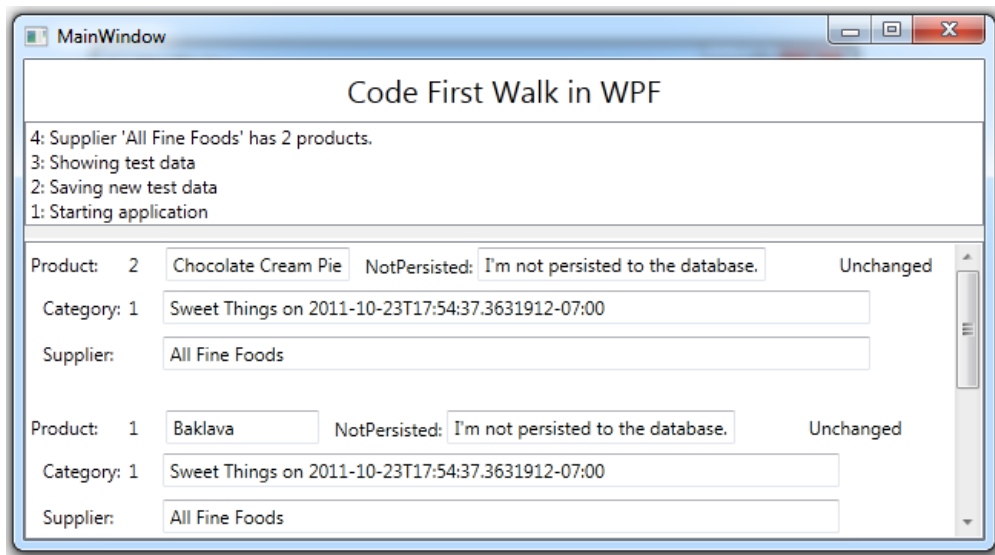 MainWindow
Code First Walk in WPF
4: Supplier 'All Fine Foods' has 2 products.
3: Showing test data
2: Saving new test data
1: Starting application
Product: 2 Chocolate Cream Pie NotPersisted: I'm not persisted to the database. Unchanged
Category: 1 Sweet Things on 2011-10-23T17:54:37.3631912-07:00
Supplier: All Fine Foods
Product: 1 Baklava NotPersisted: I'm not persisted to the database. Unchanged
Category: 1 Sweet Things on 2011-10-23T17:54:37.3631912-07:00
Supplier: All Fine Foods